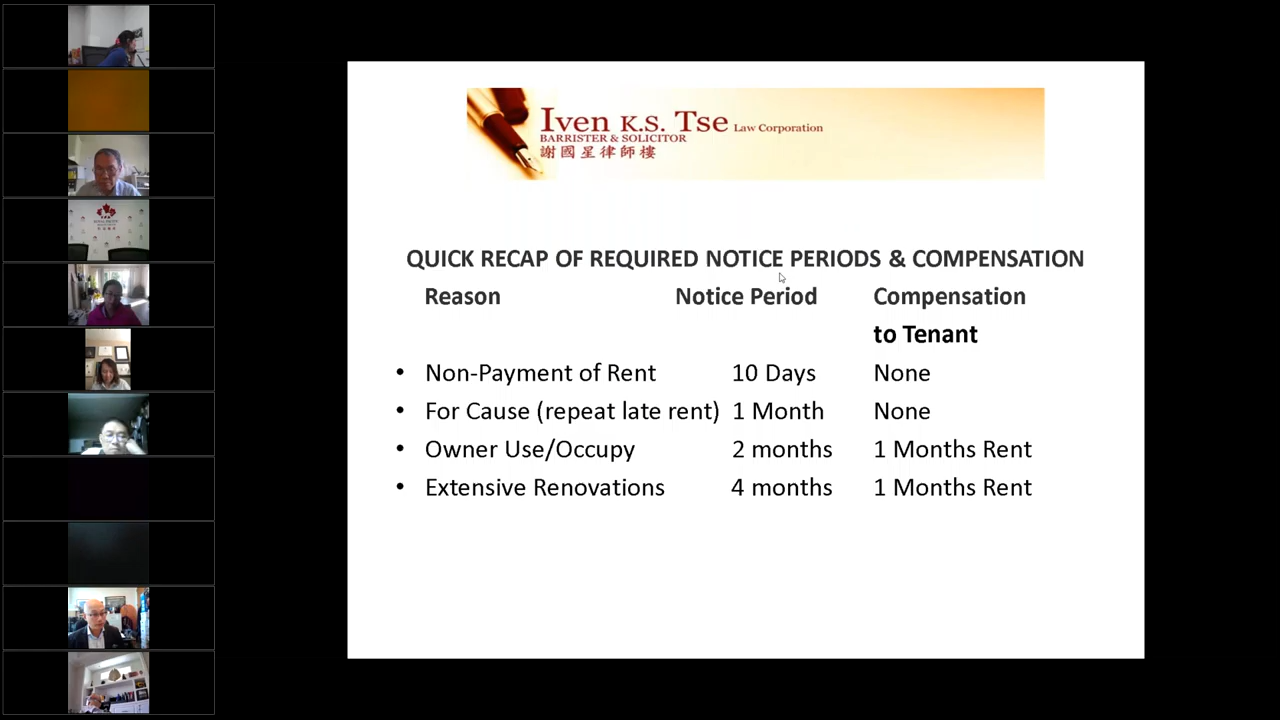 Iven K.S. Tse Law Corporation
BARRISTER & SOLICITOR
謝國星律師樓
QUICK RECAP OF REQUIRED NOTICE PERIODS & COMPENSATION
Reason Notice Period Compensation
to Tenant
• Non-Payment of Rent 10 Days None
• For Cause (repeat late rent) 1 Month None
• Owner Use/Occupy 2 months 1 Months Rent
• Extensive Renovations 4 months 1 Months Rent